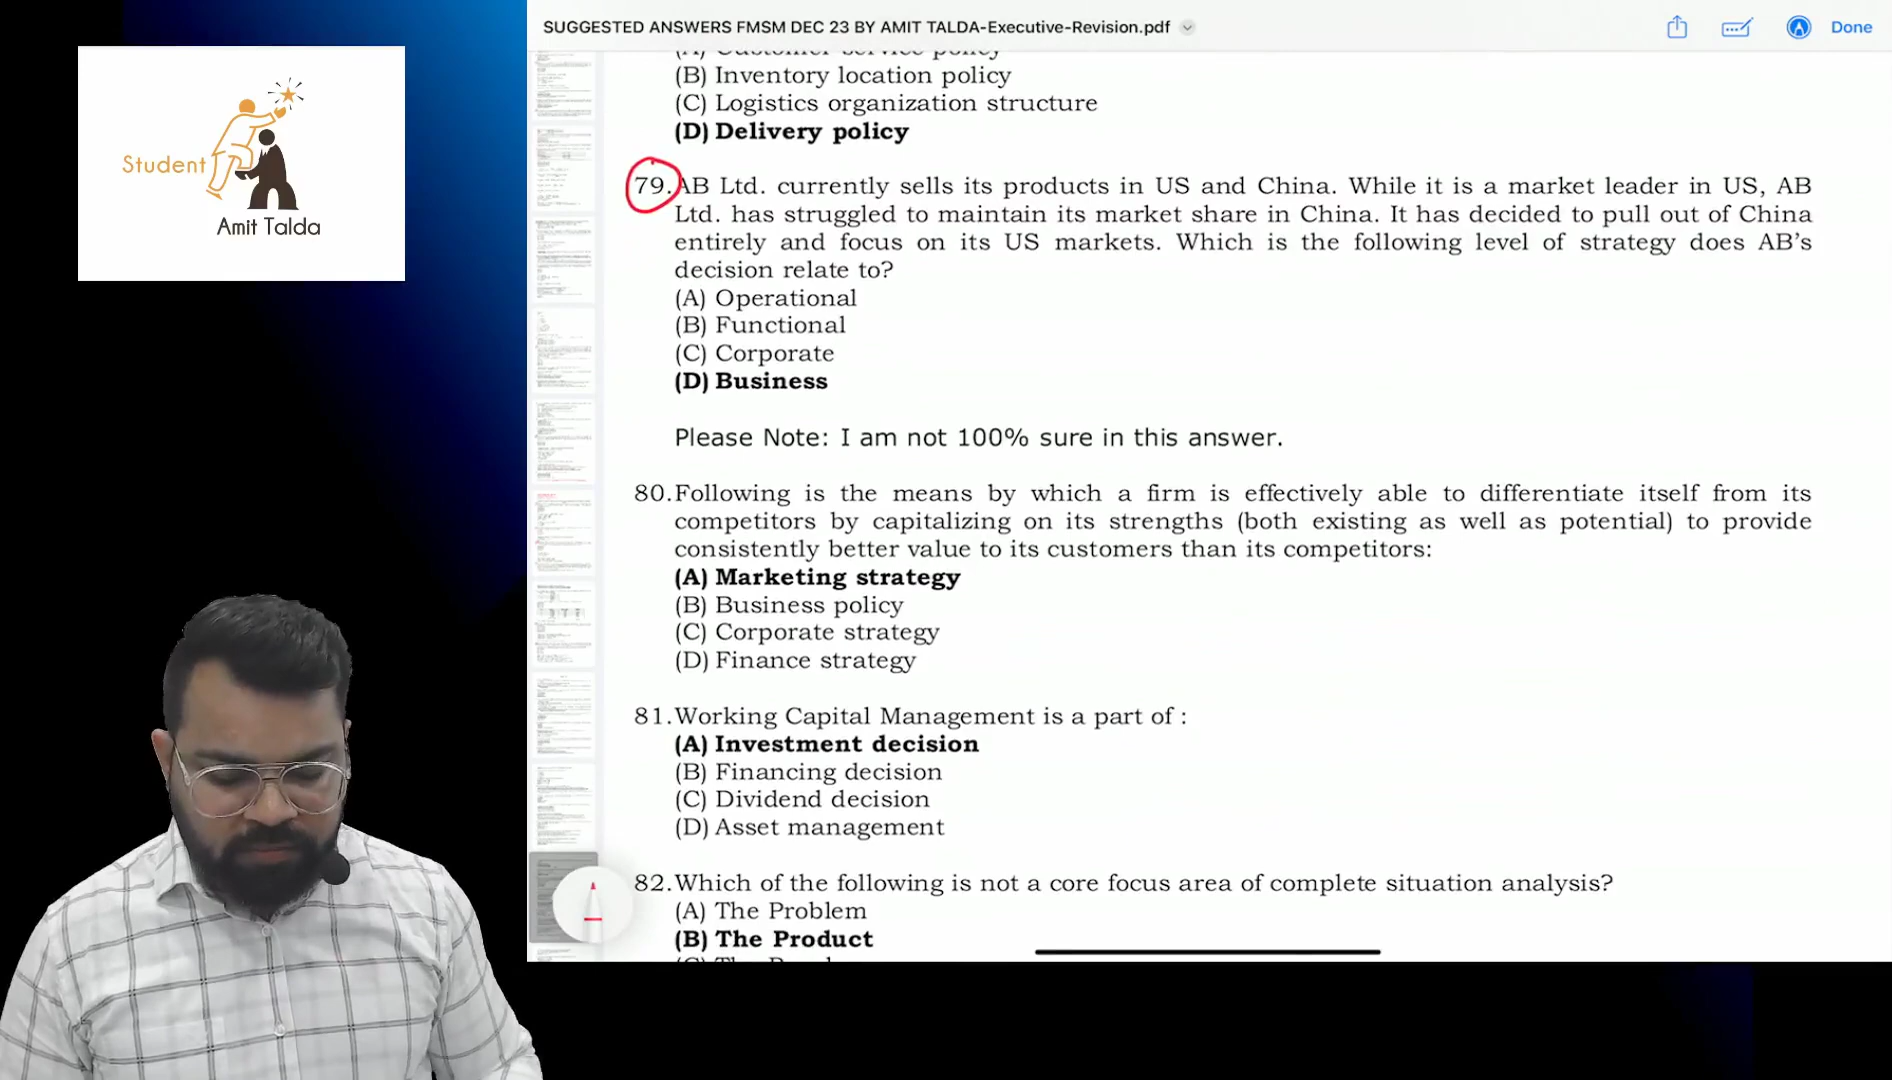 SUGGESTED ANSWERS FMSM DEC 23 BY AMIT TALDA-Executive-Revision.pdf
Done
Student
Amit Talda
(A) Customer service policy
(B) Inventory location policy
(C) Logistics organization structure
(D) Delivery policy
79. AB Ltd. currently sells its products in US and China. While it is a market leader in US, AB
Ltd. has struggled to maintain its market share in China. It has decided to pull out of China
entirely and focus on its US markets. Which is the following level of strategy does AB’s
decision relate to?
(A) Operational
(B) Functional
(C) Corporate
(D) Business
Please Note: I am not 100% sure in this answer.
80. Following is the means by which a firm is effectively able to differentiate itself from its
competitors by capitalizing on its strengths (both existing as well as potential) to provide
consistently better value to its customers than its competitors:
(A) Marketing strategy
(B) Business policy
(C) Corporate strategy
(D) Finance strategy
81. Working Capital Management is a part of :
(A) Investment decision
(B) Financing decision
(C) Dividend decision
(D) Asset management
82. Which of the following is not a core focus area of complete situation analysis?
(A) The Problem
(B) The Product